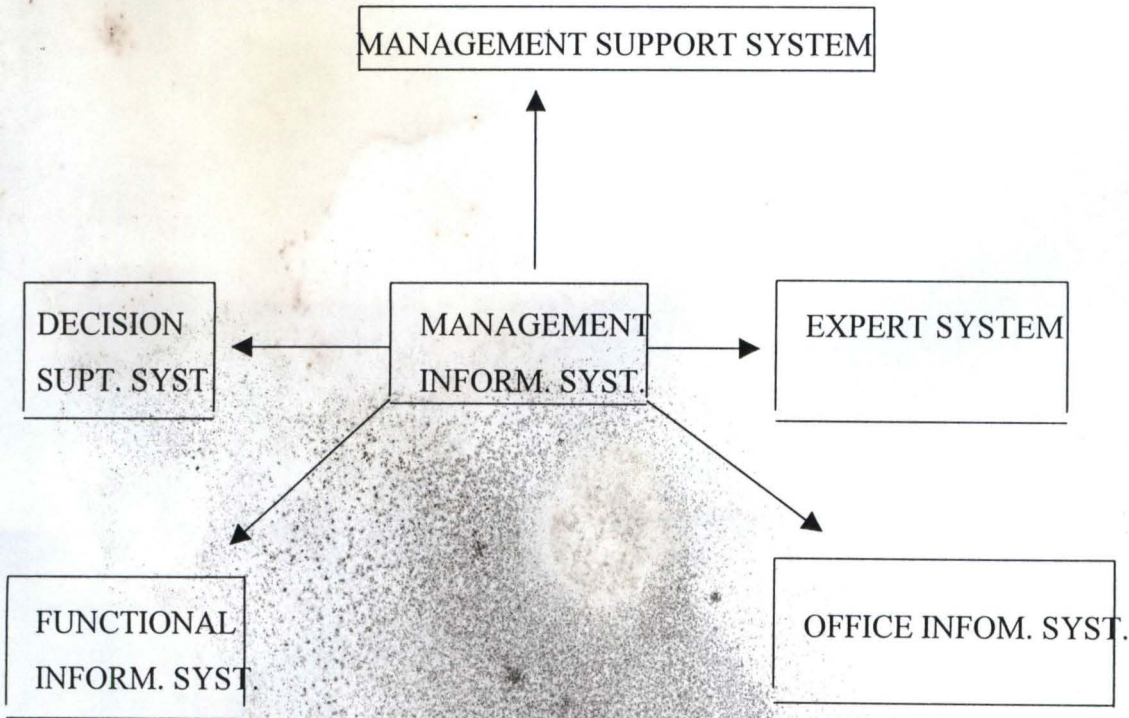 MANAGEMENT SUPPORT SYSTEM
DECISION
SUPT. SYST
MANAGEMENT
INFORM. SYST.
EXPERT SYSTEM
FUNCTIONAL
INFORM. SYST.
OFFICE INFOM. SYST.